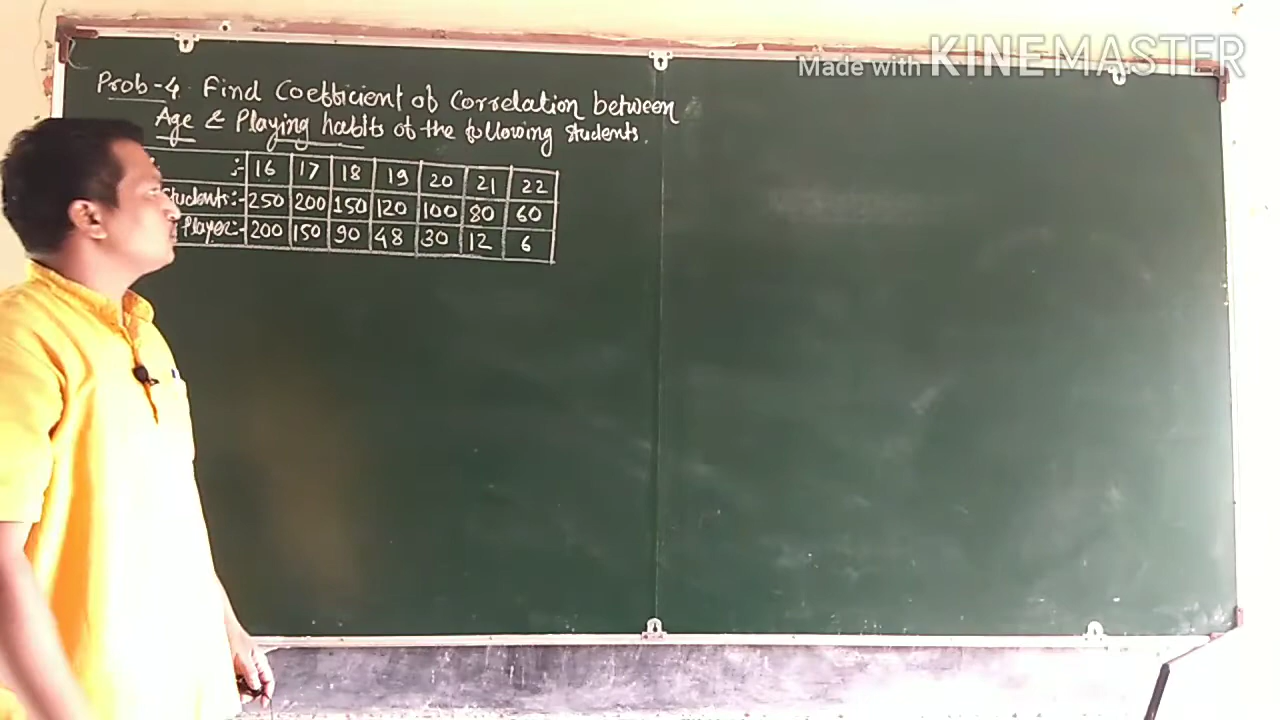 Made with KINEMASTER
Prob-4. Find Coefficient of Correlation between
Age & Playing habits of the following students.
:- 16 17 18 19 20 21 22
Students:- 250 200 150 120 100 80 60
Player:- 200 150 90 48 30 12 6